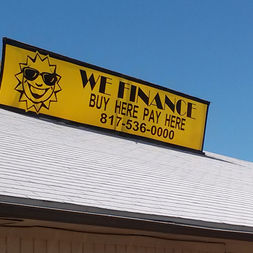 WE FINANCE
BUY HERE PAY HERE
817-536-0000